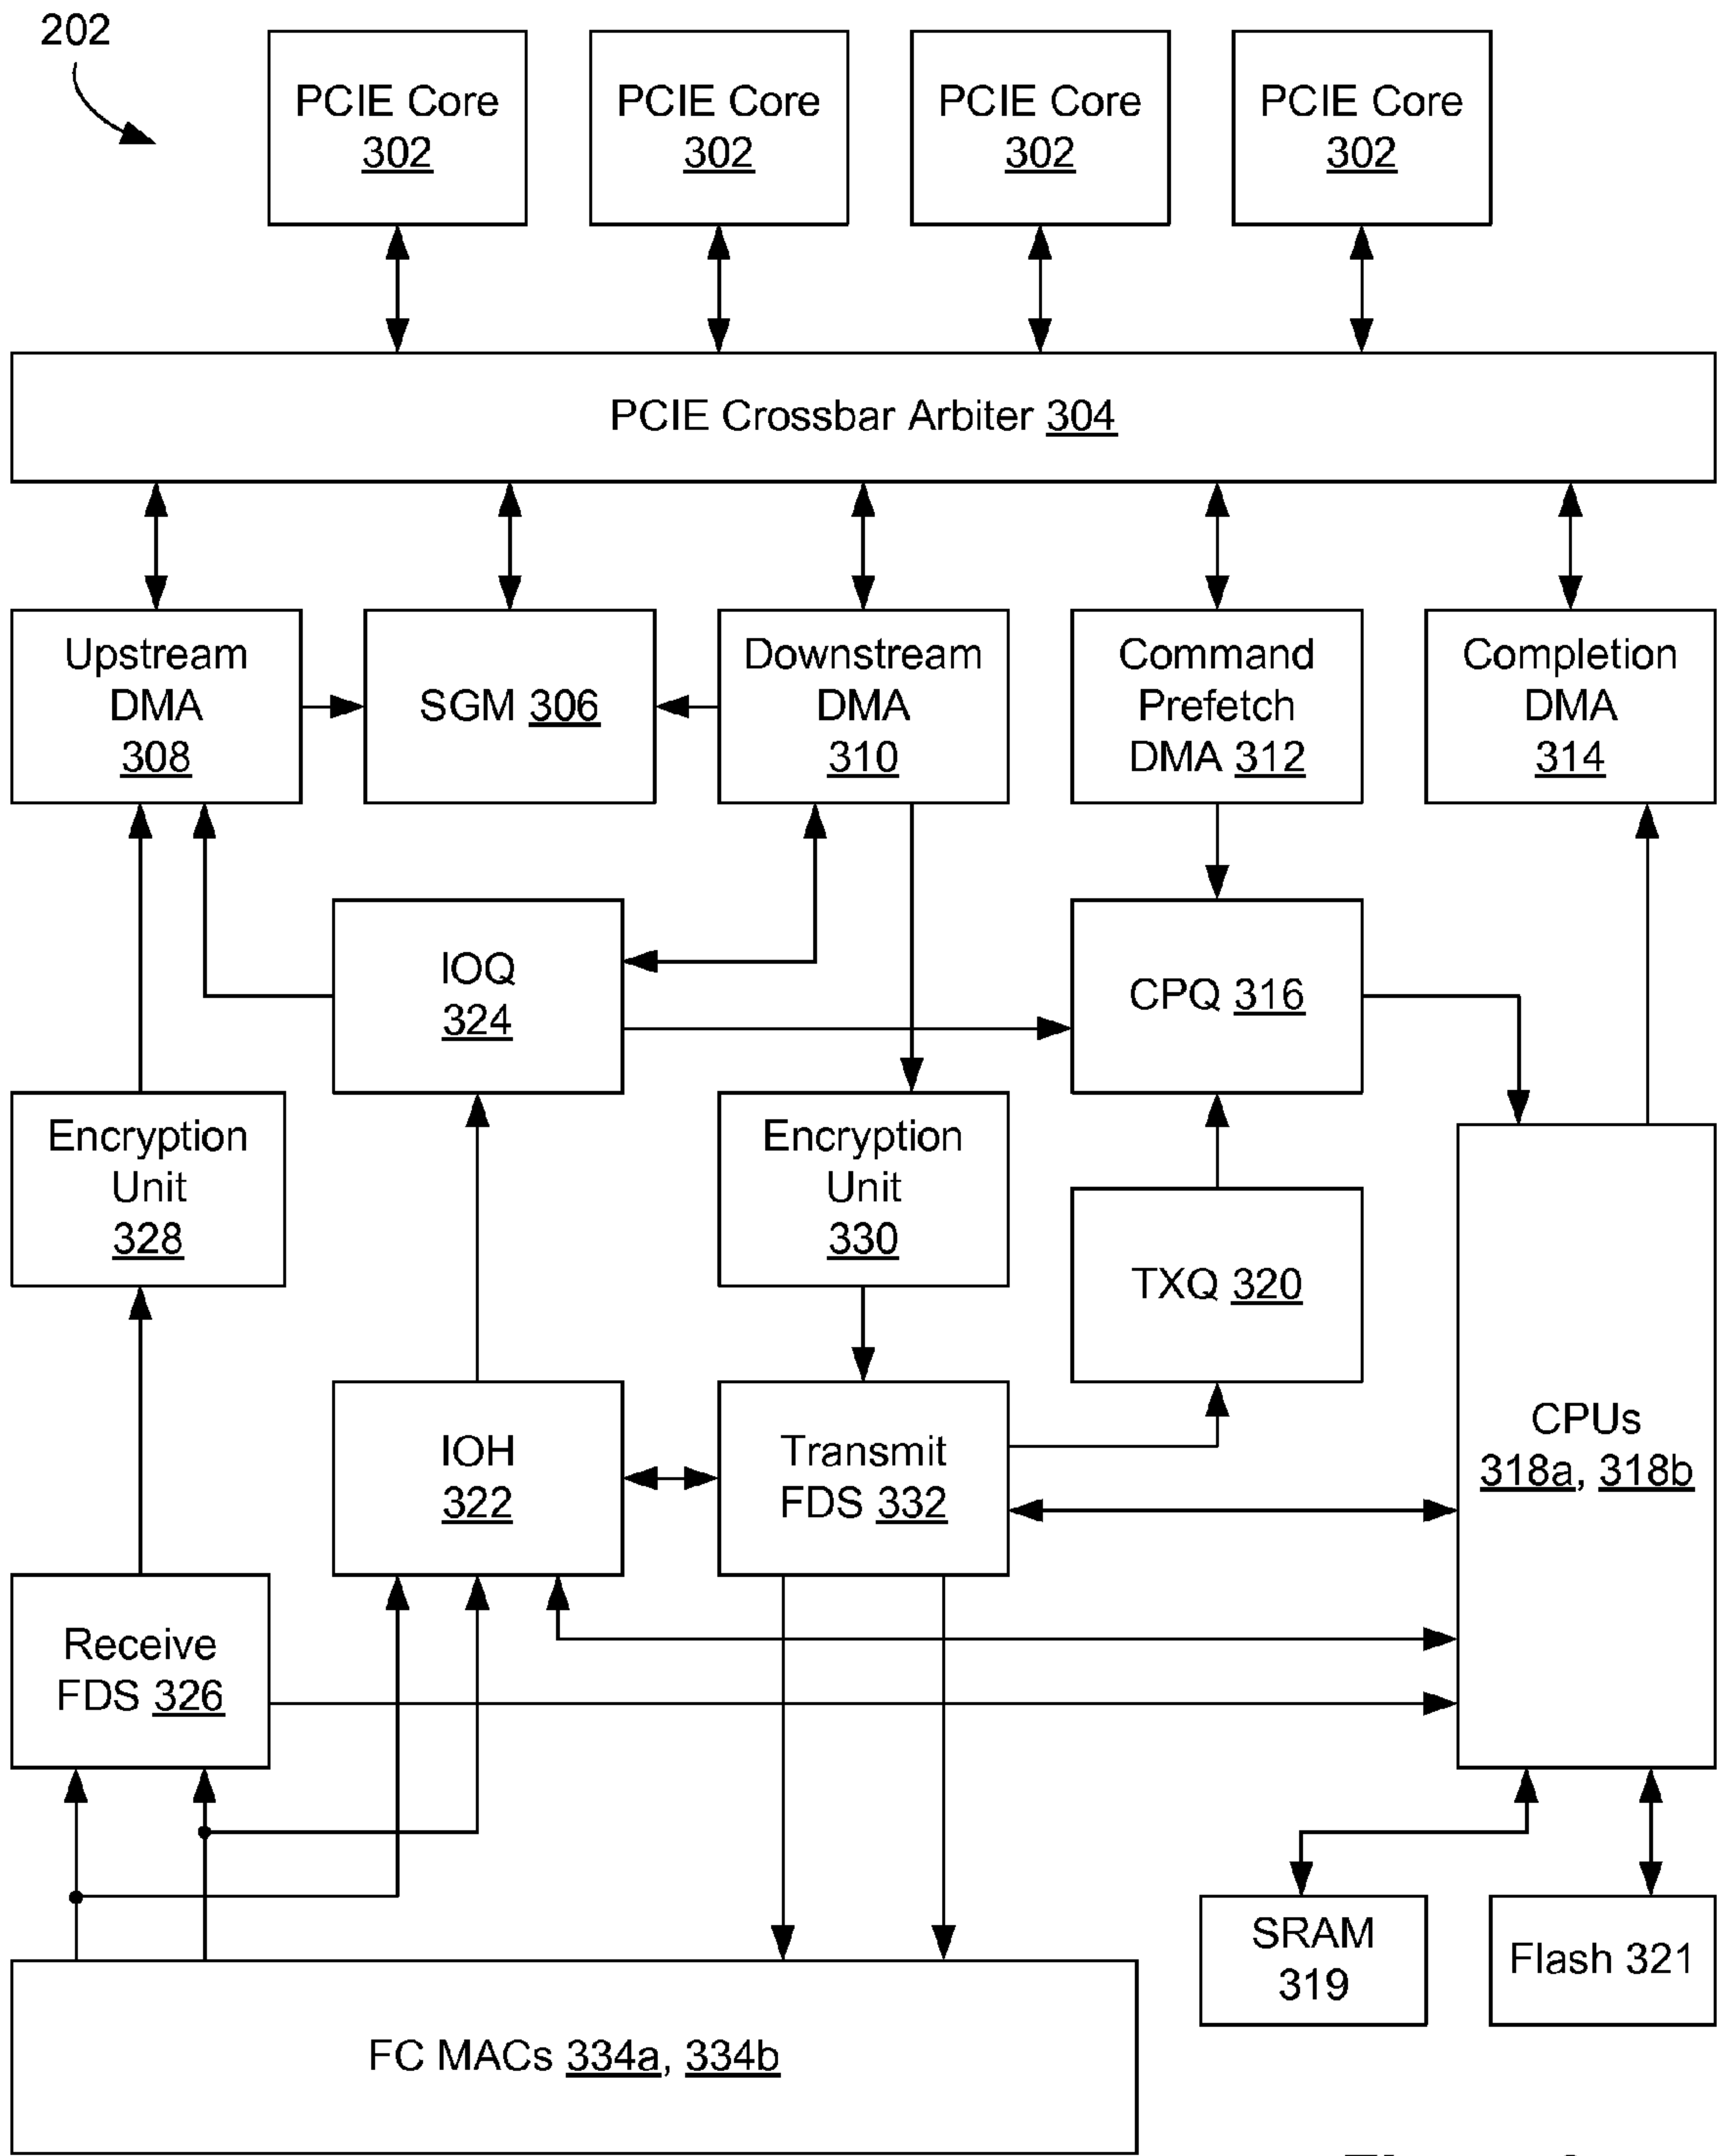 202
PCIE Core
302
PCIE Core
302
PCIE Core
302
PCIE Core
302
PCIE Crossbar Arbiter 304
Upstream
DMA
308
SGM 306
Downstream
DMA
310
Command
Prefetch
DMA 312
Completion
DMA
314
IOQ
324
CPQ 316
Encryption
Unit
328
Encryption
Unit
330
TXQ 320
IOH
322
Transmit
FDS 332
CPUs
318a, 318b
Receive
FDS 326
SRAM
319
Flash 321
FC MACs 334a, 334b